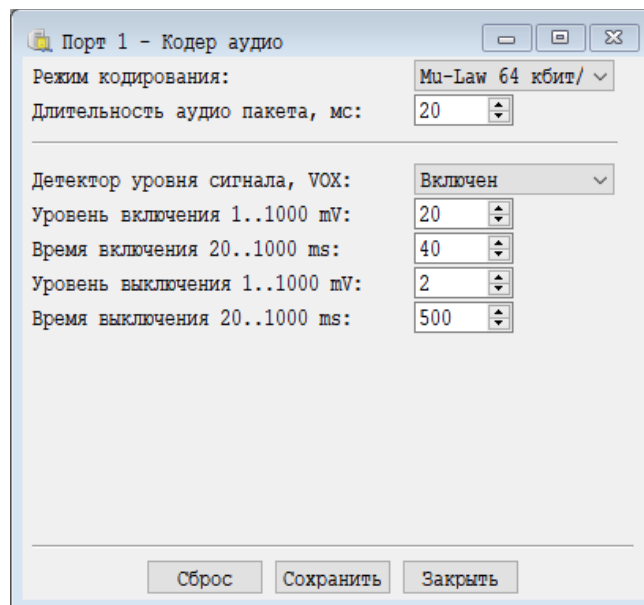 Порт 1 - Кодер аудио
Режим кодирования: Mu-Law 64 кбит/
Длительность аудио пакета, мс: 20
Детектор уровня сигнала, VOX: Включен
Уровень включения 1..1000 mV: 20
Время включения 20..1000 ms: 40
Уровень выключения 1..1000 mV: 2
Время выключения 20..1000 ms: 500
Сброс Сохранить Закрыть